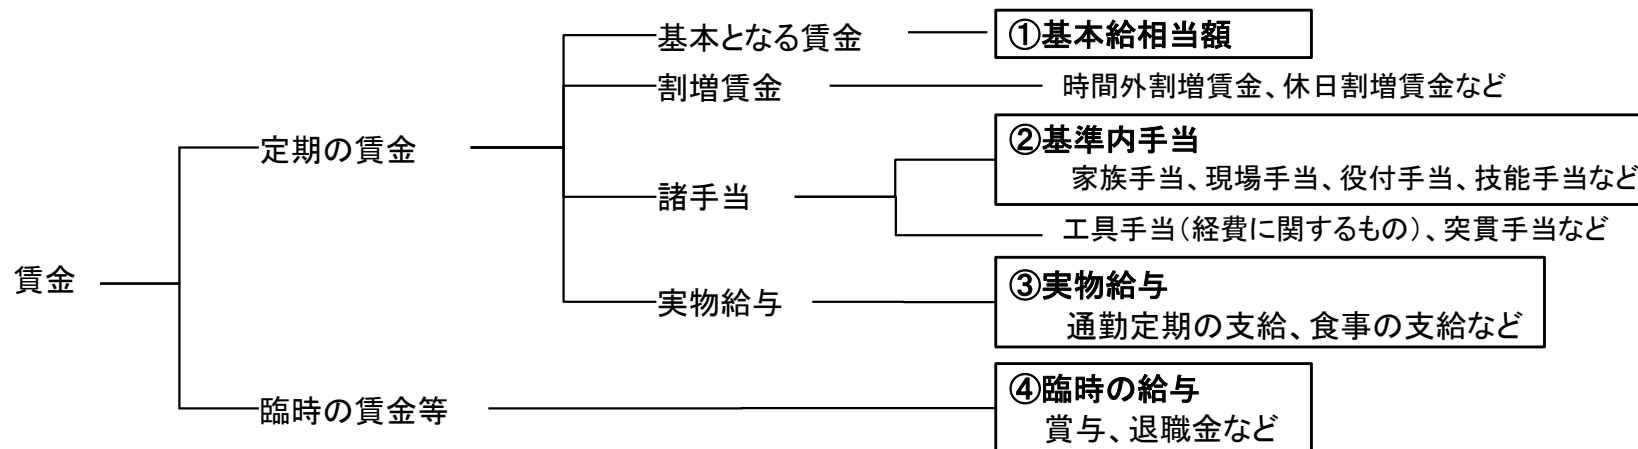 基本となる賃金
①基本給相当額
割増賃金
時間外割増賃金、休日割増賃金など
定期の賃金
②基準内手当
家族手当、現場手当、役付手当、技能手当など
諸手当
工具手当(経費に関するもの)、突貫手当など
賃金
実物給与
③実物給与
通勤定期の支給、食事の支給など
臨時の賃金等
④臨時の給与
賞与、退職金など